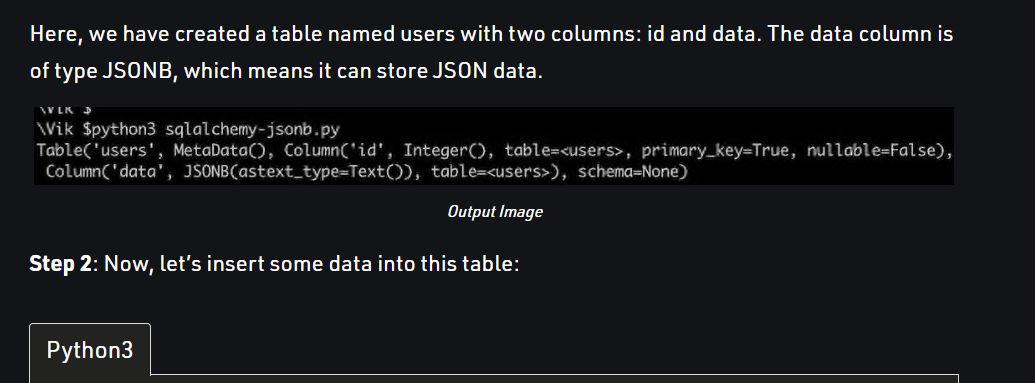 Here, we have created a table named users with two columns: id and data. The data column is
of type JSONB, which means it can store JSON data.
\Vik $
\Vik $python3 sqlalchemy-jsonb.py
Table('users', MetaData(), Column('id', Integer(), table=<users>, primary_key=True, nullable=False),
Column('data', JSONB(astext_type=Text()), table=<users>), schema=None)
Output Image
Step 2: Now, let's insert some data into this table:
Python3